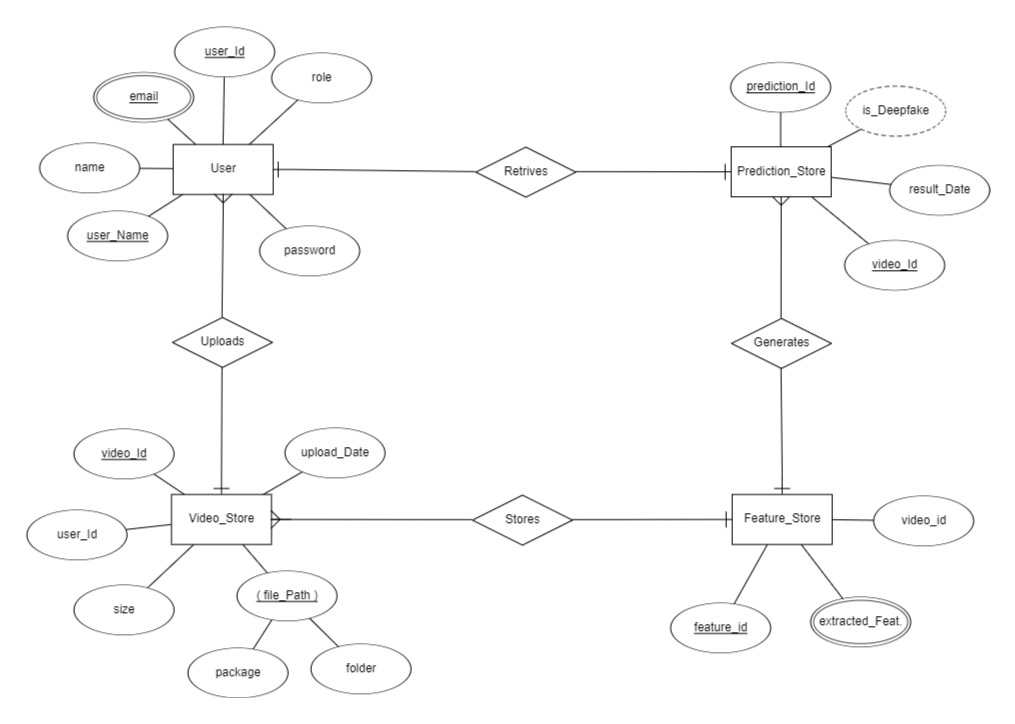 user_Id
role
email
name
User
user_Name
password
Retrives
prediction_Id
is_Deepfake
Prediction_Store
result_Date
video_Id
Uploads
Generates
video_Id
upload_Date
Video_Store
user_Id
size
( file_Path )
package
folder
Stores
Feature_Store
video_id
feature_id
extracted_Feat.